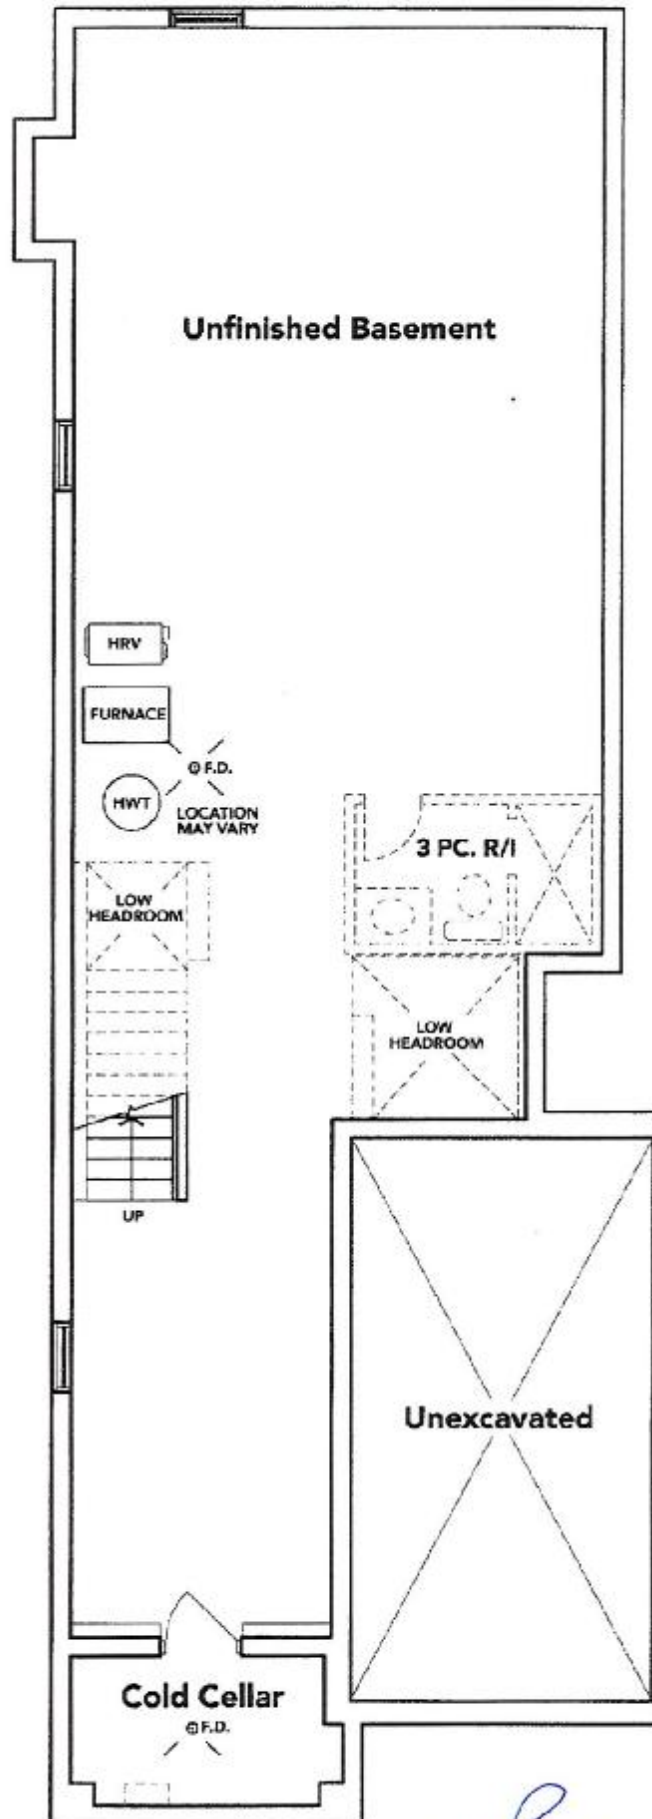 Unfinished Basement
HRV
FURNACE
F.D.
HWT
LOCATION
MAY VARY
3 PC. R/I
LOW
HEADROOM
LOW
HEADROOM
UP
Unexcavated
Cold Cellar
F.D.